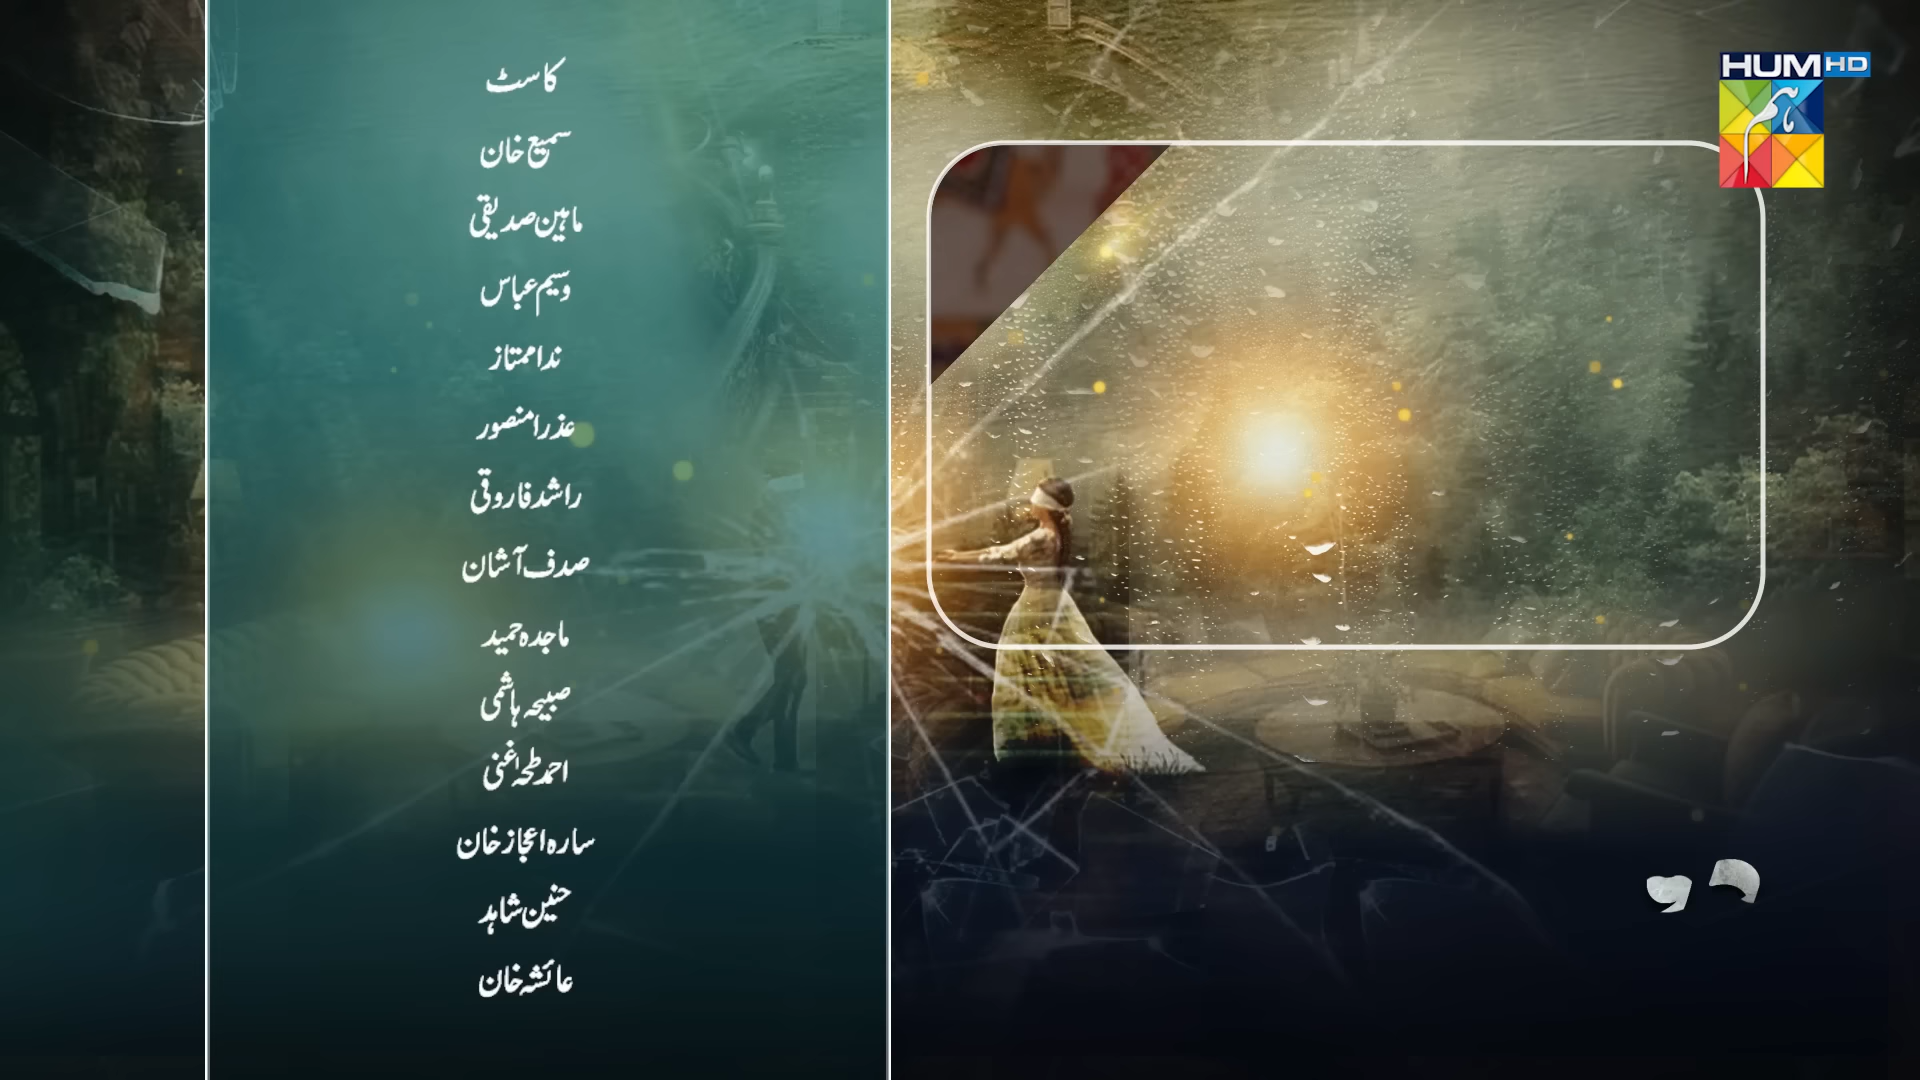 کاسٹ
سمیع خان
ماہین صدیقی
وسیم عباس
ندا ممتاز
عذرا منصور
راشد فاروقی
صدف آشان
ماجدہ حمید
صبیحہ ہاشمی
احمد طحہٰ غنی
سارہ اعجاز خان
حنین شاہد
عائشہ خان
HUM HD
ہم